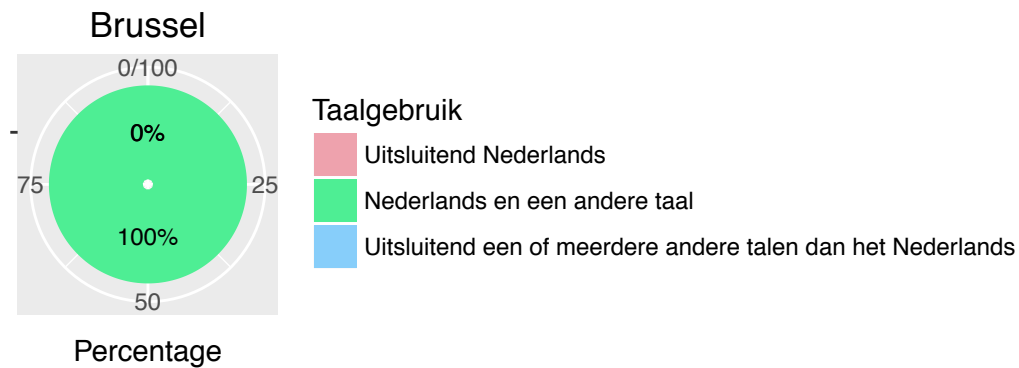 Brussel
0/100
0%
75
25
100%
50
Percentage
Taalgebruik
Uitsluitend Nederlands
Nederlands en een andere taal
Uitsluitend een of meerdere andere talen dan het Nederlands